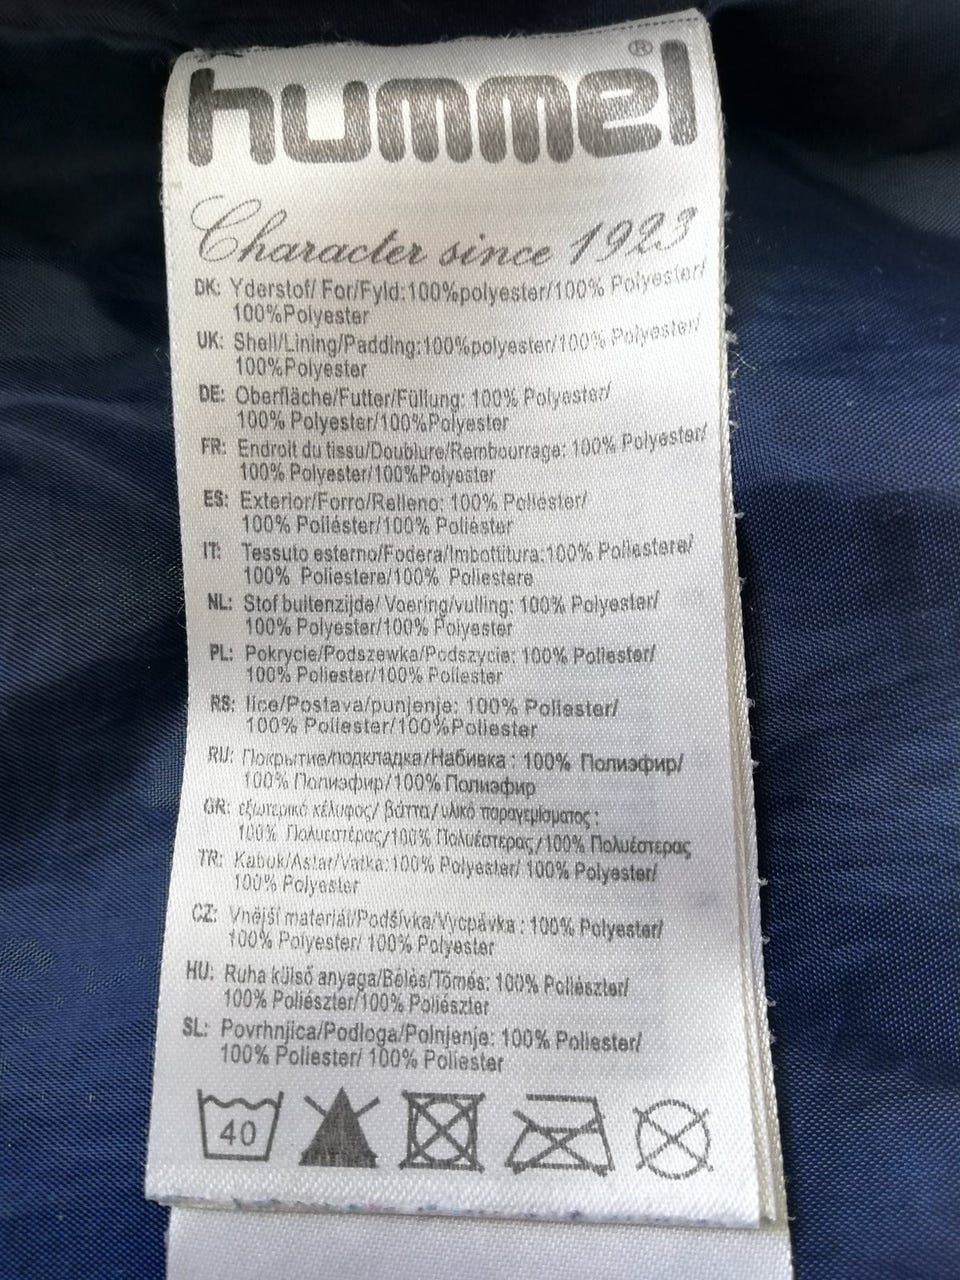 hummel®
Character since 1923
DK: Yderstof/ For/Fyld:100%polyester/100% Polyester/
100%Polyester
UK: Shell/Lining/Padding:100%polyester/100% Polyester/
100%Polyester
DE: Oberfläche/Futter/Füllung: 100% Polyester/
100% Polyester/100%Polyester
FR: Endroit du tissu/Doublure/Rembourrage: 100% Polyester/
100% Polyester/100%Polyester
ES: Exterior/Forro/Relleno: 100% Poliéster/
100% Poliéster/100% Poliéster
IT: Tessuto esterno/Fodera/Imbottitura:100% Poliestere/
100% Poliestere/100% Poliestere
NL: Stof buitenzijde/ Voering/vulling: 100% Polyester/
100% Polyester/100% Polyester
PL: Pokrycie/Podszewka/Podszycie: 100% Poliester/
100% Poliester/100% Poliester
RS: lice/Postava/punjenje: 100% Poliester/
100% Poliester/100%Poliester
RU: Покрытие/подкладка/Набивка : 100% Полиэфир/
100% Полиэфир/100% Полиэфир
GR: εξωτερικό κέλυφος/ βάττα/ υλικό παραγεμίσματος :
100% Πολυεστέρας/100% Πολυέστερας/100% Πολυέστερας
TR: Kabuk/Astar/Vatka:100% Polyester/ 100% Polyester/
100% Polyester
CZ: Vnější materiál/Podšívka/Vycpávka : 100% Polyester/
100% Polyester/ 100% Polyester
HU: Ruha külső anyaga/Bélés/Tömés: 100% Poliészter/
100% Poliészter/100% Poliészter
SL: Povrhnjica/Podloga/Polnjenje: 100% Poliester/
100% Poliester/ 100% Poliester
40